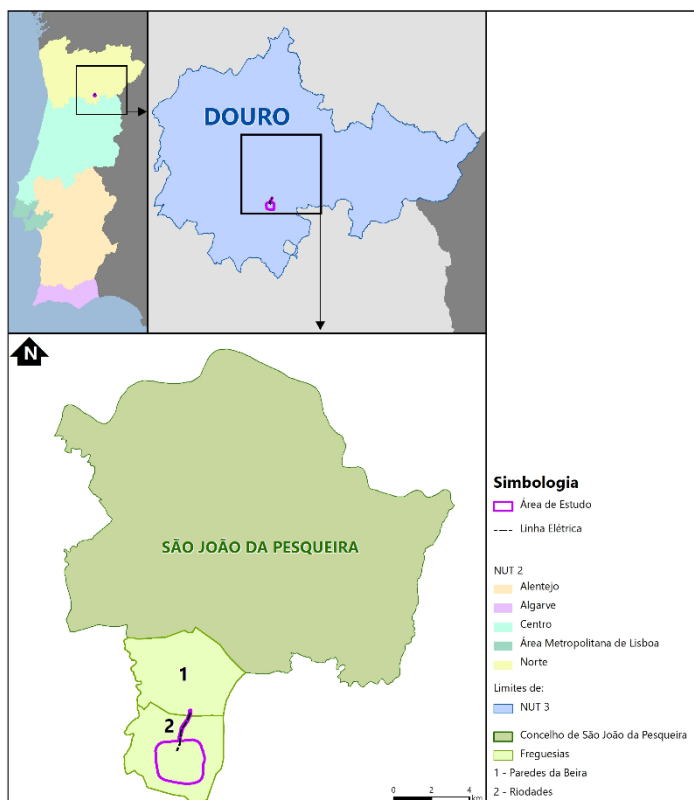 DOURO
N
SÃO JOÃO DA PESQUEIRA
1
2
0 2 4
km
Simbologia
Área de Estudo
Linha Elétrica
NUT 2
Alentejo
Algarve
Centro
Área Metropolitana de Lisboa
Norte
Limites de:
NUT 3
Concelho de São João da Pesqueira
Freguesias
1 - Paredes da Beira
2 - Riodades